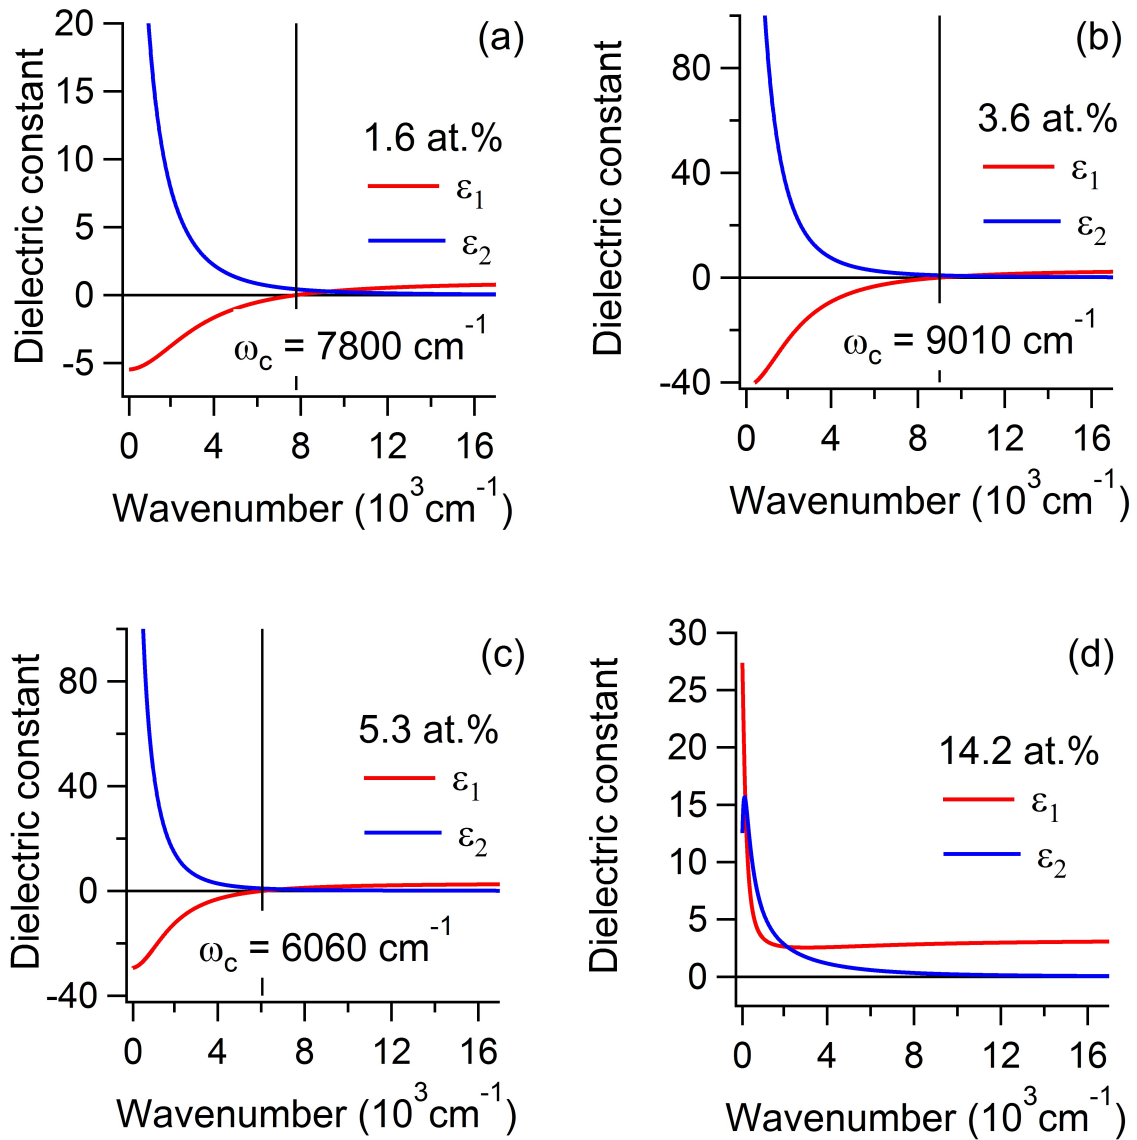 (a)
Dielectric constant
20
15
10
5
0
-5
1.6 at.%
ε1
ε2
ωc = 7800 cm-1
0 4 8 12 16
Wavenumber (10³cm-1)
(b)
Dielectric constant
80
40
0
-40
3.6 at.%
ε1
ε2
ωc = 9010 cm-1
0 4 8 12 16
Wavenumber (10³cm-1)
(c)
Dielectric constant
80
40
0
-40
5.3 at.%
ε1
ε2
ωc = 6060 cm-1
0 4 8 12 16
Wavenumber (10³cm-1)
(d)
Dielectric constant
30
25
20
15
10
5
0
14.2 at.%
ε1
ε2
0 4 8 12 16
Wavenumber (10³cm-1)